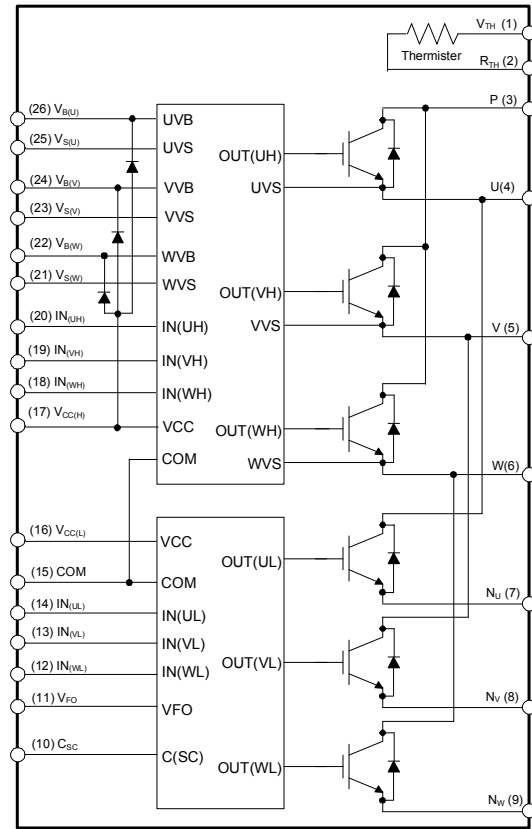 VTH (1)
Thermister
RTH (2)
P (3)
(26) VB(U)
UVB
(25) VS(U)
UVS
OUT(UH)
(24) VB(V)
VVB
UVS
U(4)
(23) VS(V)
VVS
(22) VB(W)
WVB
(21) VS(W)
WVS
OUT(VH)
(20) IN(UH)
IN(UH)
VVS
V (5)
(19) IN(VH)
IN(VH)
(18) IN(WH)
IN(WH)
(17) VCC(H)
VCC
OUT(WH)
COM
WVS
W(6)
(16) VCC(L)
VCC
OUT(UL)
(15) COM
COM
(14) IN(UL)
IN(UL)
NU (7)
(13) IN(VL)
IN(VL)
OUT(VL)
(12) IN(WL)
IN(WL)
(11) VFO
VFO
NV (8)
(10) CSC
C(SC)
OUT(WL)
NW (9)